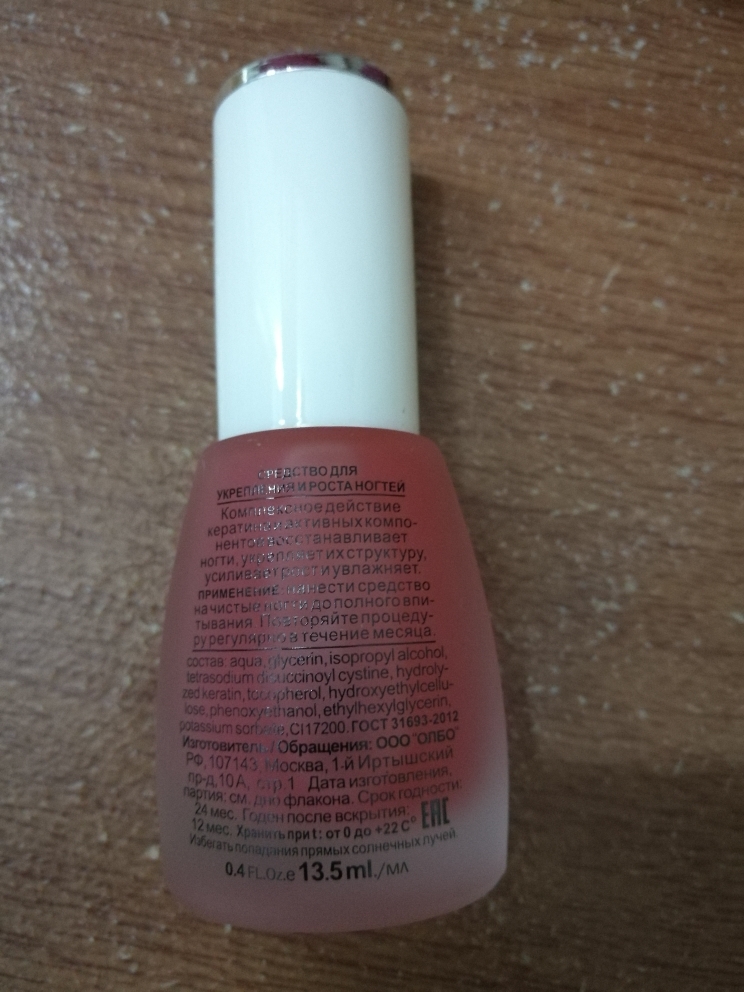 СРЕДСТВО ДЛЯ
УКРЕПЛЕНИЯ И РОСТА НОГТЕЙ
Комплексное действие
кератина и активных компо-
нентов восстанавливает
ногти, укрепляет их структуру,
усиливает рост и увлажняет.
ПРИМЕНЕНИЕ: нанести средство
на чистые ногти до полного впи-
тывания. Повторяйте процеду-
ру регулярно в течение месяца.
состав: aqua, glycerin, isopropyl alcohol,
tetrasodium dicuccinoyl cystine, hydroly-
zed keratin, tocopherol, hydroxyethylcellu-
lose, phenoxyethanol, ethylhexylglycerin,
potassium sorbate, CI17200. ГОСТ 31693-2012
Изготовитель / Обращения: ООО "ОЛБО"
РФ, 107143, Москва, 1-й Иртышский
пр-д, 10А, стр.1 Дата изготовления,
партия: см. дно флакона. Срок годности:
24 мес. Годен после вскрытия:
12 мес. Хранить при t: от 0 до +22 C° EAC
Избегать попадания прямых солнечных лучей.
0.4 FL.Oz.e 13.5 ml./мл